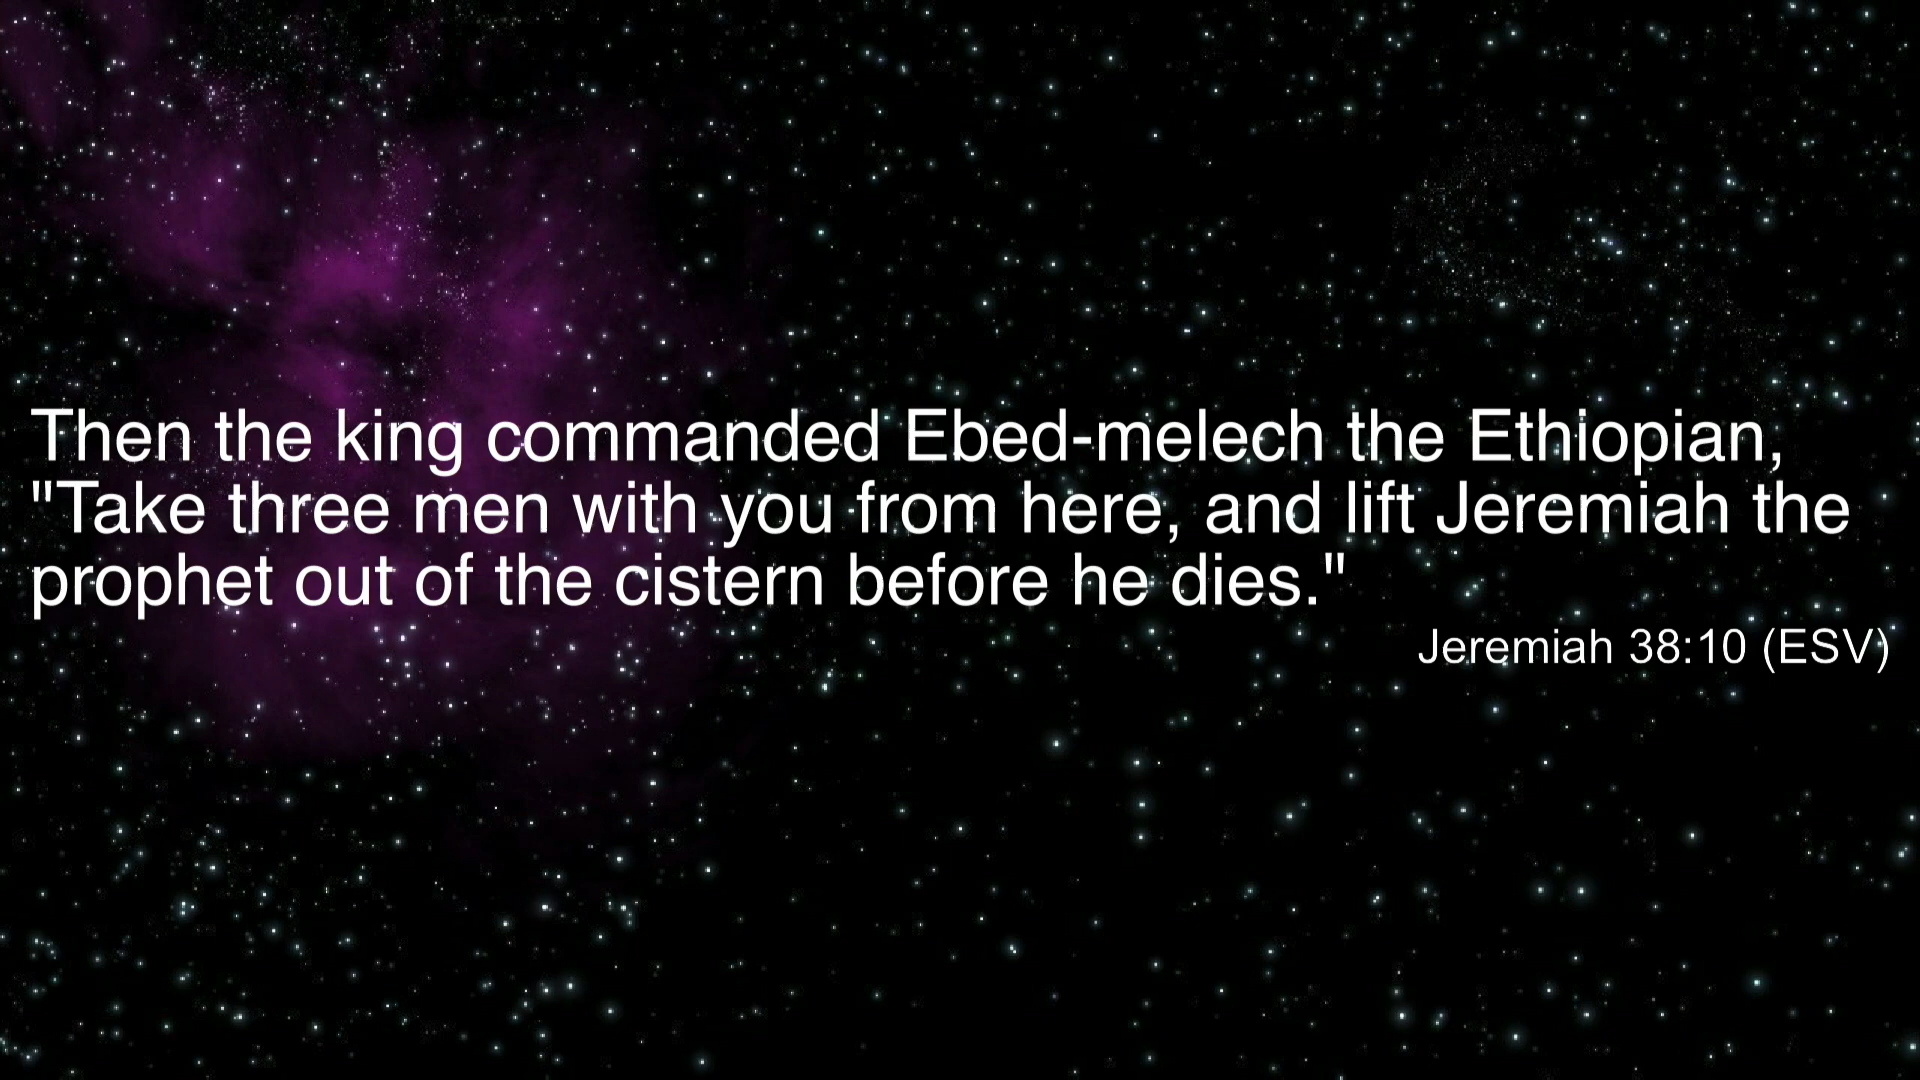 Then the king commanded Ebed-melech the Ethiopian,
"Take three men with you from here, and lift Jeremiah the
prophet out of the cistern before he dies."
Jeremiah 38:10 (ESV)